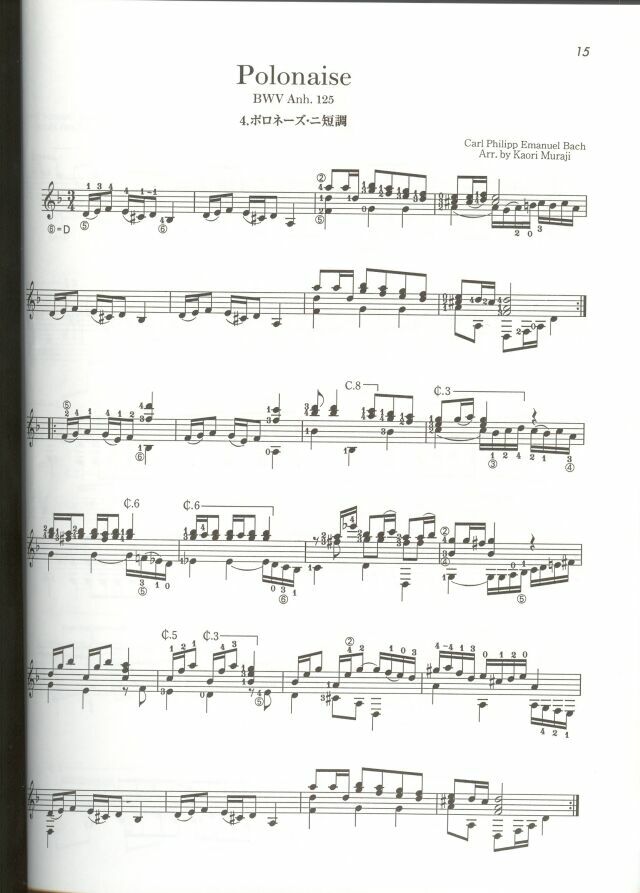 15
Polonaise
BWV Anh. 125
4.ポロネーズ・ニ短調
Carl Philipp Emanuel Bach
Arr. by Kaori Muraji
⑥=D
C.8
₵.3
₵.6
₵.6
₵.5
₵.3